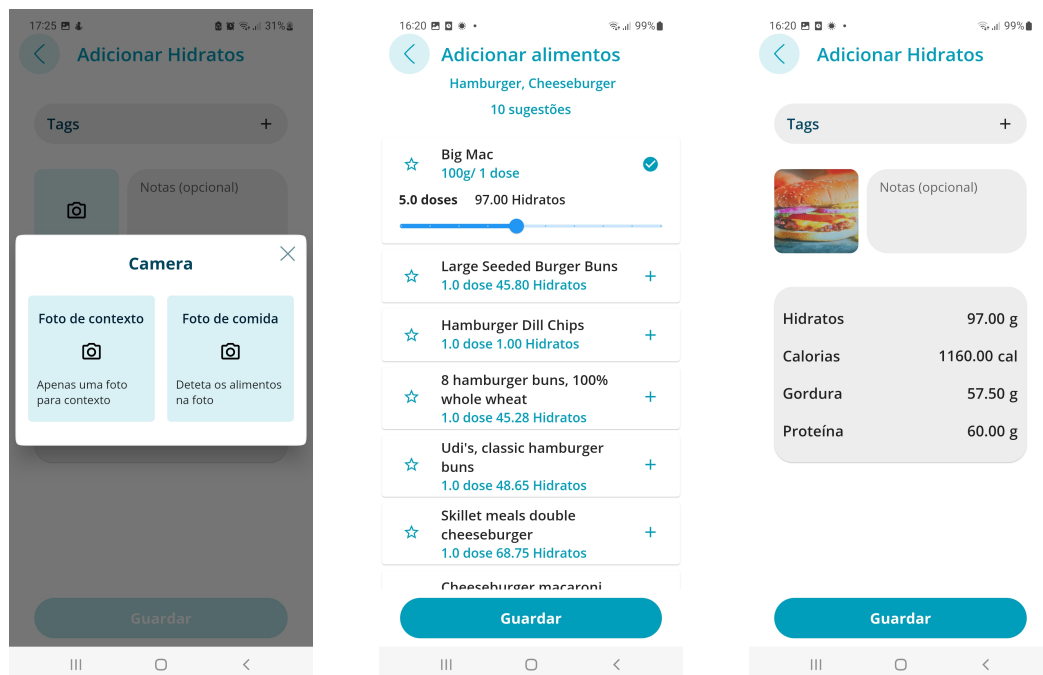 17:25
31%
Adicionar Hidratos
Tags
+
Notas (opcional)
Camera
Foto de contexto
Foto de comida
Apenas uma foto
para contexto
Deteta os alimentos
na foto
Guardar
16:20
99%
Adicionar alimentos
Hamburger, Cheeseburger
10 sugestões
Big Mac
100g/ 1 dose
5.0 doses 97.00 Hidratos
Large Seeded Burger Buns
1.0 dose 45.80 Hidratos
Hamburger Dill Chips
1.0 dose 1.00 Hidratos
8 hamburger buns, 100%
whole wheat
1.0 dose 45.28 Hidratos
Udi's, classic hamburger
buns
1.0 dose 48.65 Hidratos
Skillet meals double
cheeseburger
1.0 dose 68.75 Hidratos
Cheeseburger macaroni
Guardar
16:20
99%
Adicionar Hidratos
Tags
+
Notas (opcional)
Hidratos 97.00 g
Calorias 1160.00 cal
Gordura 57.50 g
Proteína 60.00 g
Guardar